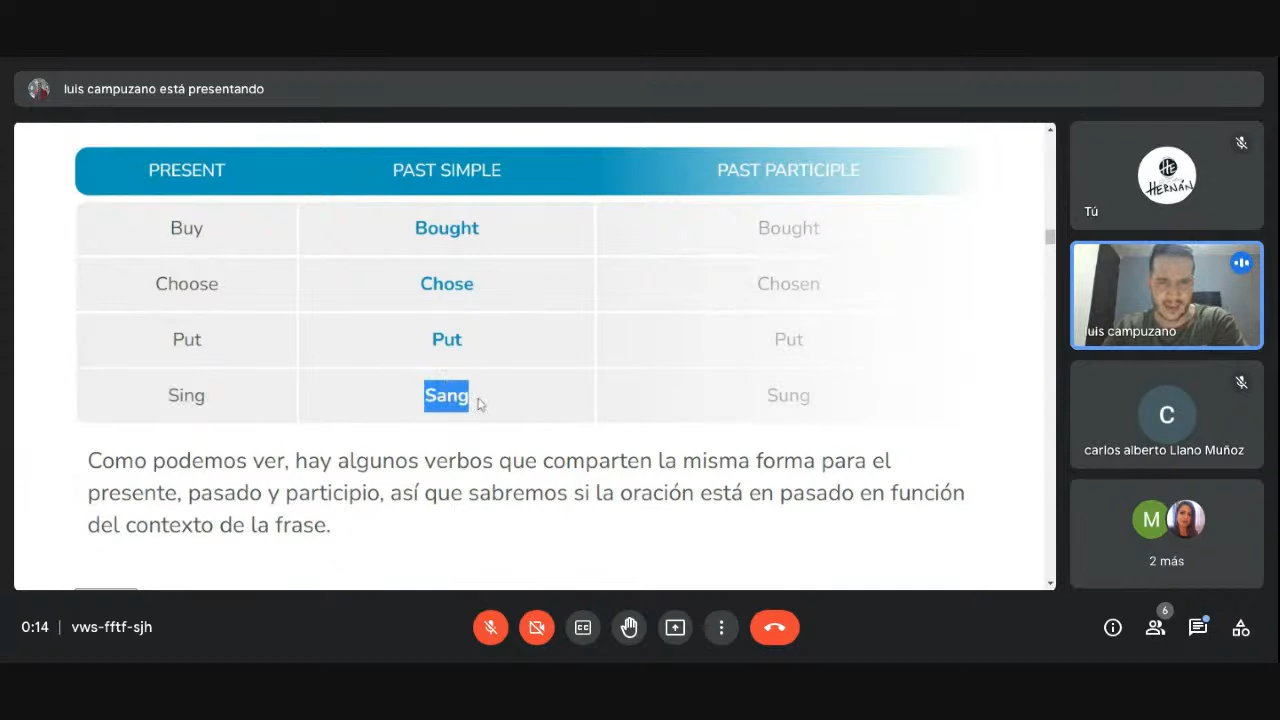 luis campuzano está presentando
PRESENT PAST SIMPLE PAST PARTICIPLE
Buy Bought Bought
Choose Chose Chosen
Put Put Put
Sing Sang Sung
Como podemos ver, hay algunos verbos que comparten la misma forma para el
presente, pasado y participio, así que sabremos si la oración está en pasado en función
del contexto de la frase.
HE
HERNÁN
Tú
luis campuzano
C
carlos alberto Llano Muñoz
M
2 más
0:14 | vws-fftf-sjh
CC
6